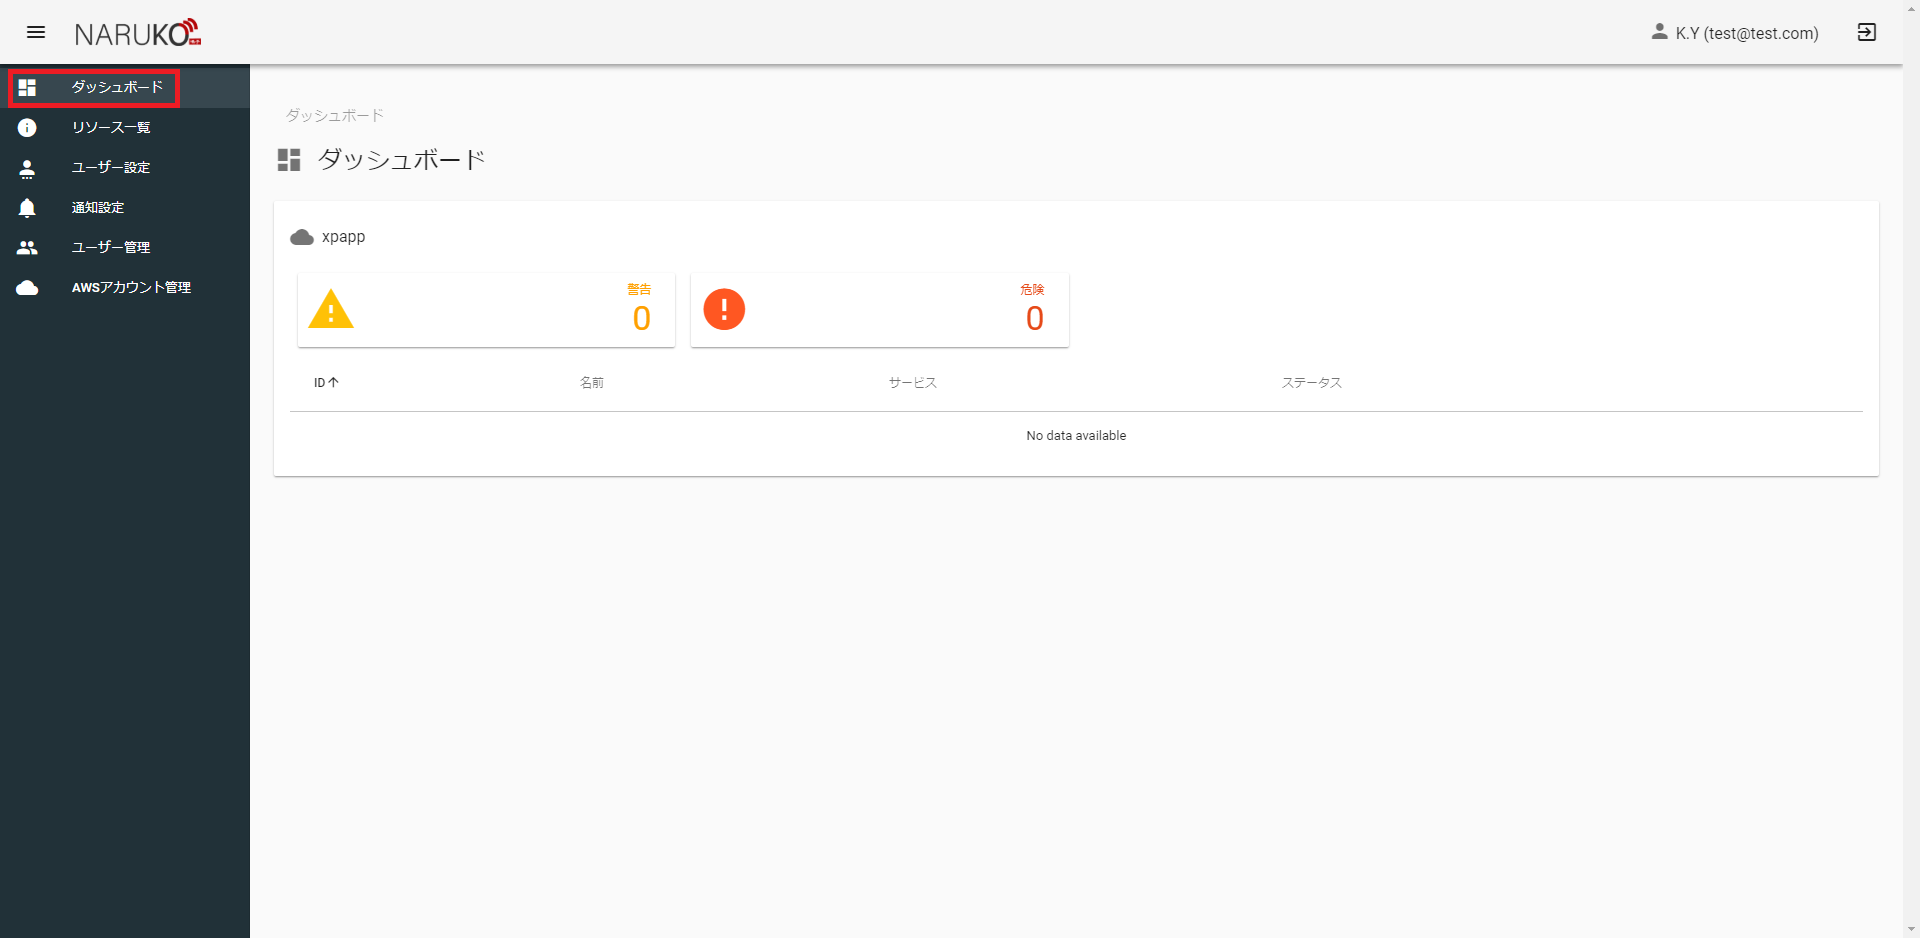 NARUKO
K.Y (test@test.com)
ダッシュボード
リソース一覧
ユーザー設定
通知設定
ユーザー管理
AWSアカウント管理
ダッシュボード
ダッシュボード
xpapp
警告
0
危険
0
ID 名前 サービス ステータス
No data available